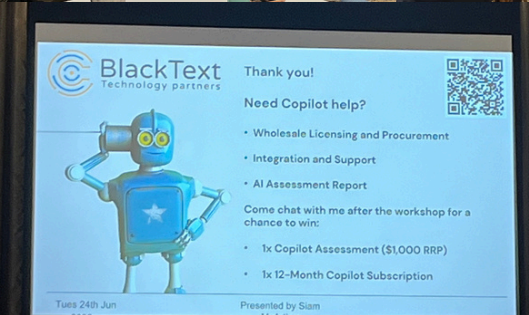 BlackText
Technology partners
Thank you!
Need Copilot help?
• Wholesale Licensing and Procurement
• Integration and Support
• AI Assessment Report
Come chat with me after the workshop for a
chance to win:
• 1x Copilot Assessment ($1,000 RRP)
• 1x 12-Month Copilot Subscription
Tues 24th Jun
Presented by Siam